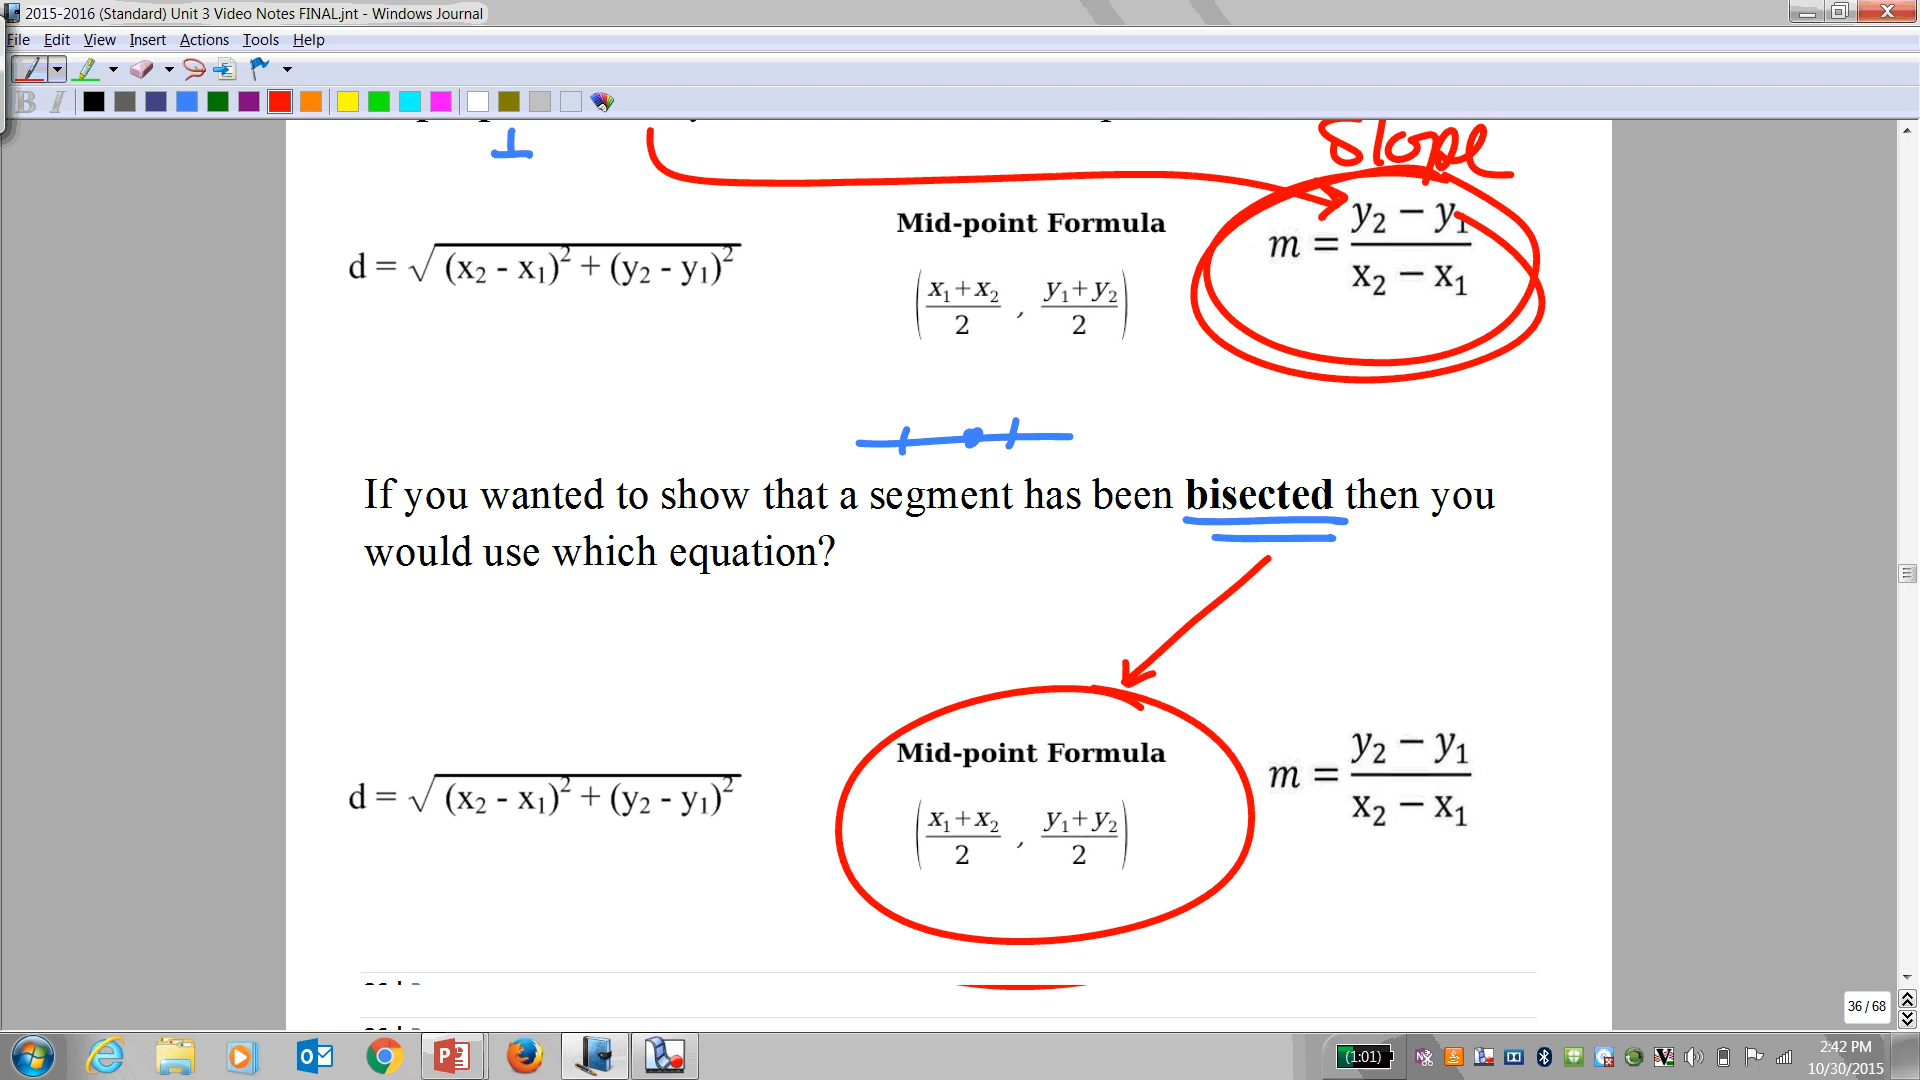 2015-2016 (Standard) Unit 3 Video Notes FINAL.jnt - Windows Journal
File Edit View Insert Actions Tools Help
B I
Slope
d = √(x₂ - x₁)² + (y₂ - y₁)²
Mid-point Formula
(x₁+x₂/2 , y₁+y₂/2)
m = y₂ − y₁/x₂ − x₁
If you wanted to show that a segment has been bisected then you
would use which equation?
d = √(x₂ - x₁)² + (y₂ - y₁)²
Mid-point Formula
(x₁+x₂/2 , y₁+y₂/2)
m = y₂ − y₁/x₂ − x₁
36 / 68
(1:01)
2:42 PM
10/30/2015